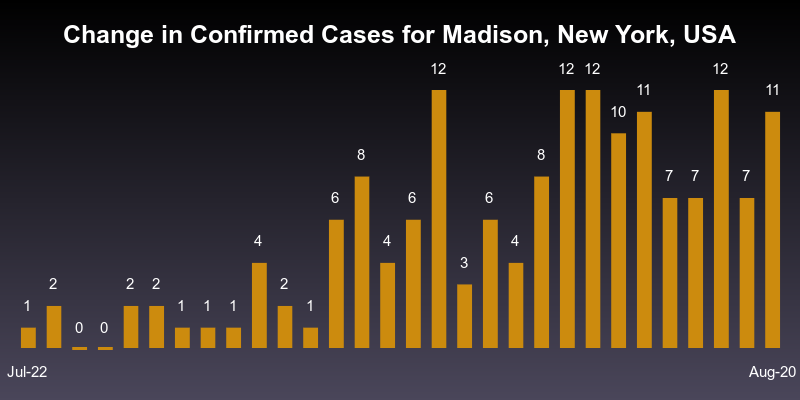 Change in Confirmed Cases for Madison, New York, USA
1 2 0 0 2 2 1 1 1 4 2 1 6 8 4 6 12 3 6 4 8 12 12 10 11 7 7 12 7 11
Jul-22 Aug-20